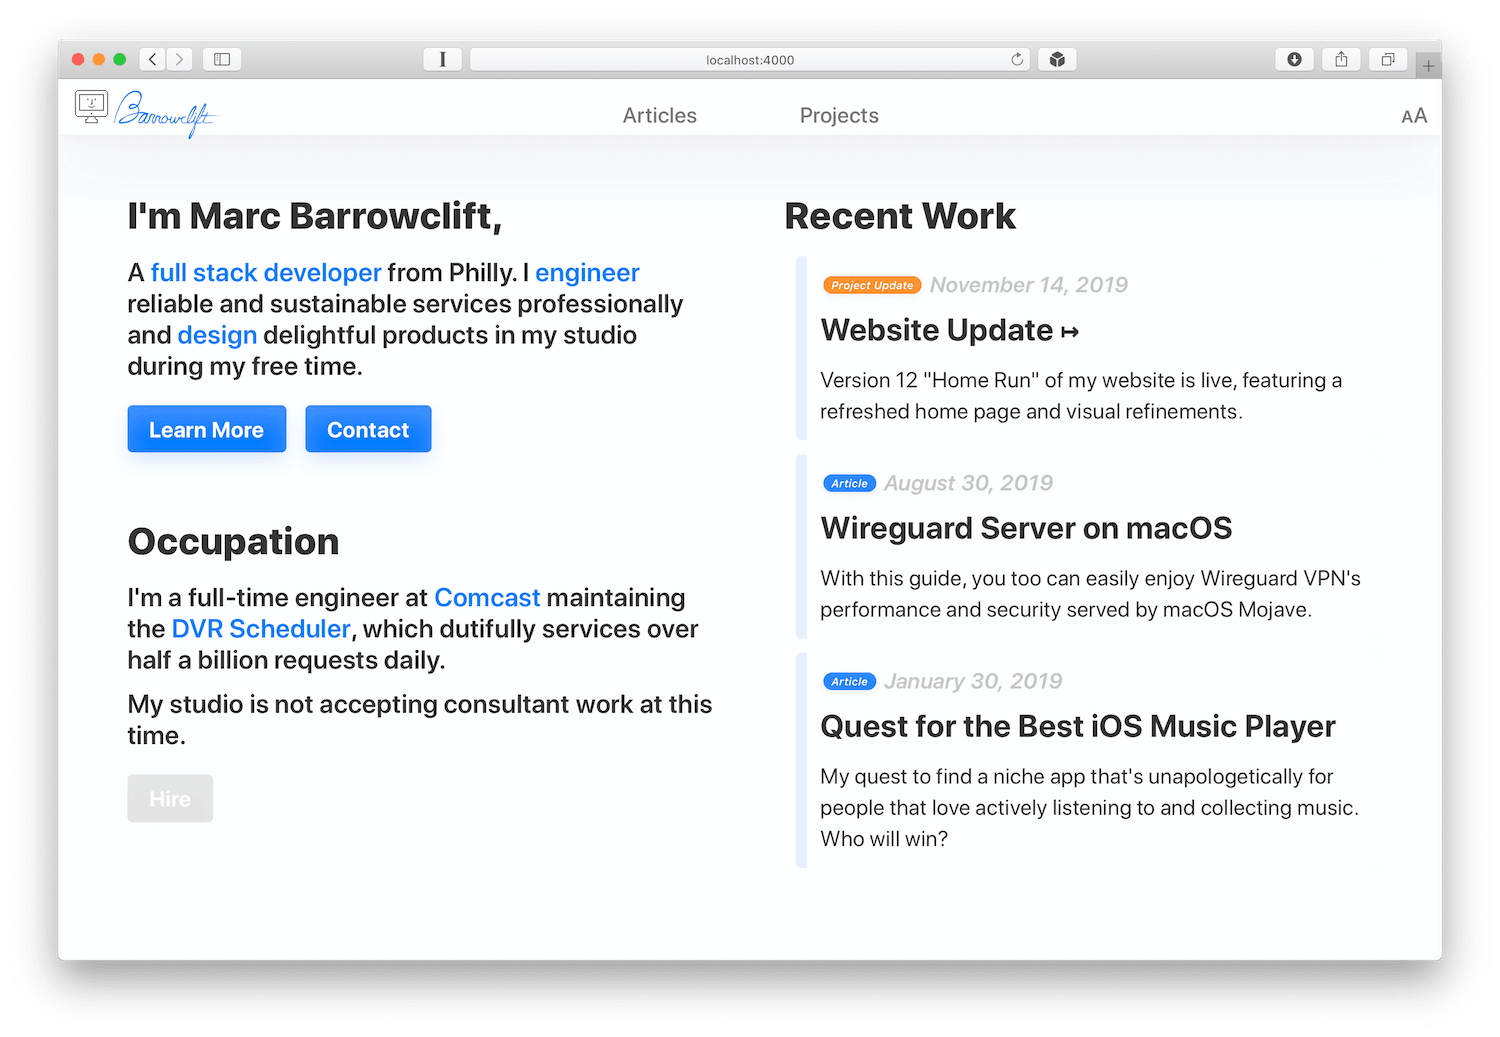 localhost:4000
Barrowclift
Articles
Projects
AA
I'm Marc Barrowclift,
A full stack developer from Philly. I engineer
reliable and sustainable services professionally
and design delightful products in my studio
during my free time.
Learn More
Contact
Occupation
I'm a full-time engineer at Comcast maintaining
the DVR Scheduler, which dutifully services over
half a billion requests daily.
My studio is not accepting consultant work at this
time.
Hire
Recent Work
Project Update November 14, 2019
Website Update ↦
Version 12 "Home Run" of my website is live, featuring a
refreshed home page and visual refinements.
Article August 30, 2019
Wireguard Server on macOS
With this guide, you too can easily enjoy Wireguard VPN's
performance and security served by macOS Mojave.
Article January 30, 2019
Quest for the Best iOS Music Player
My quest to find a niche app that's unapologetically for
people that love actively listening to and collecting music.
Who will win?